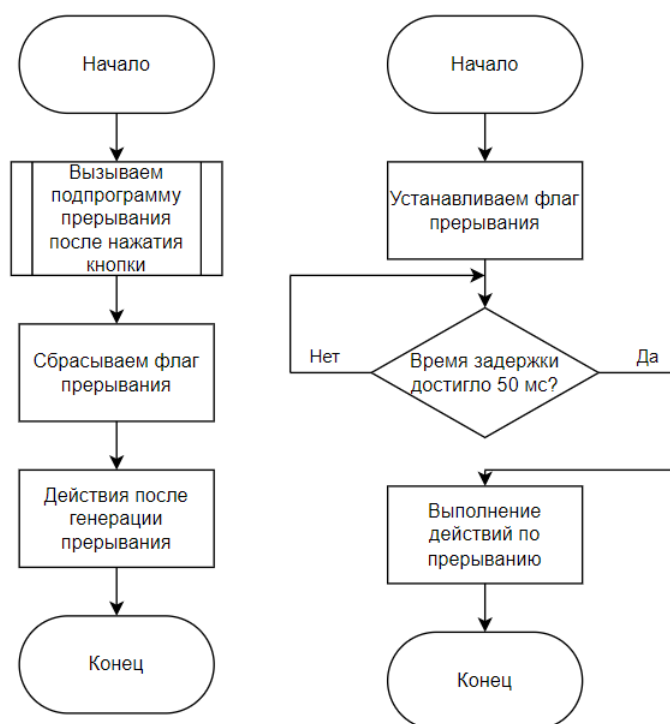 Начало
Вызываем
подпрограмму
прерывания
после нажатия
кнопки
Сбрасываем флаг
прерывания
Действия после
генерации
прерывания
Конец
Начало
Устанавливаем флаг
прерывания
Нет
Время задержки
достигло 50 мс?
Да
Выполнение
действий по
прерыванию
Конец